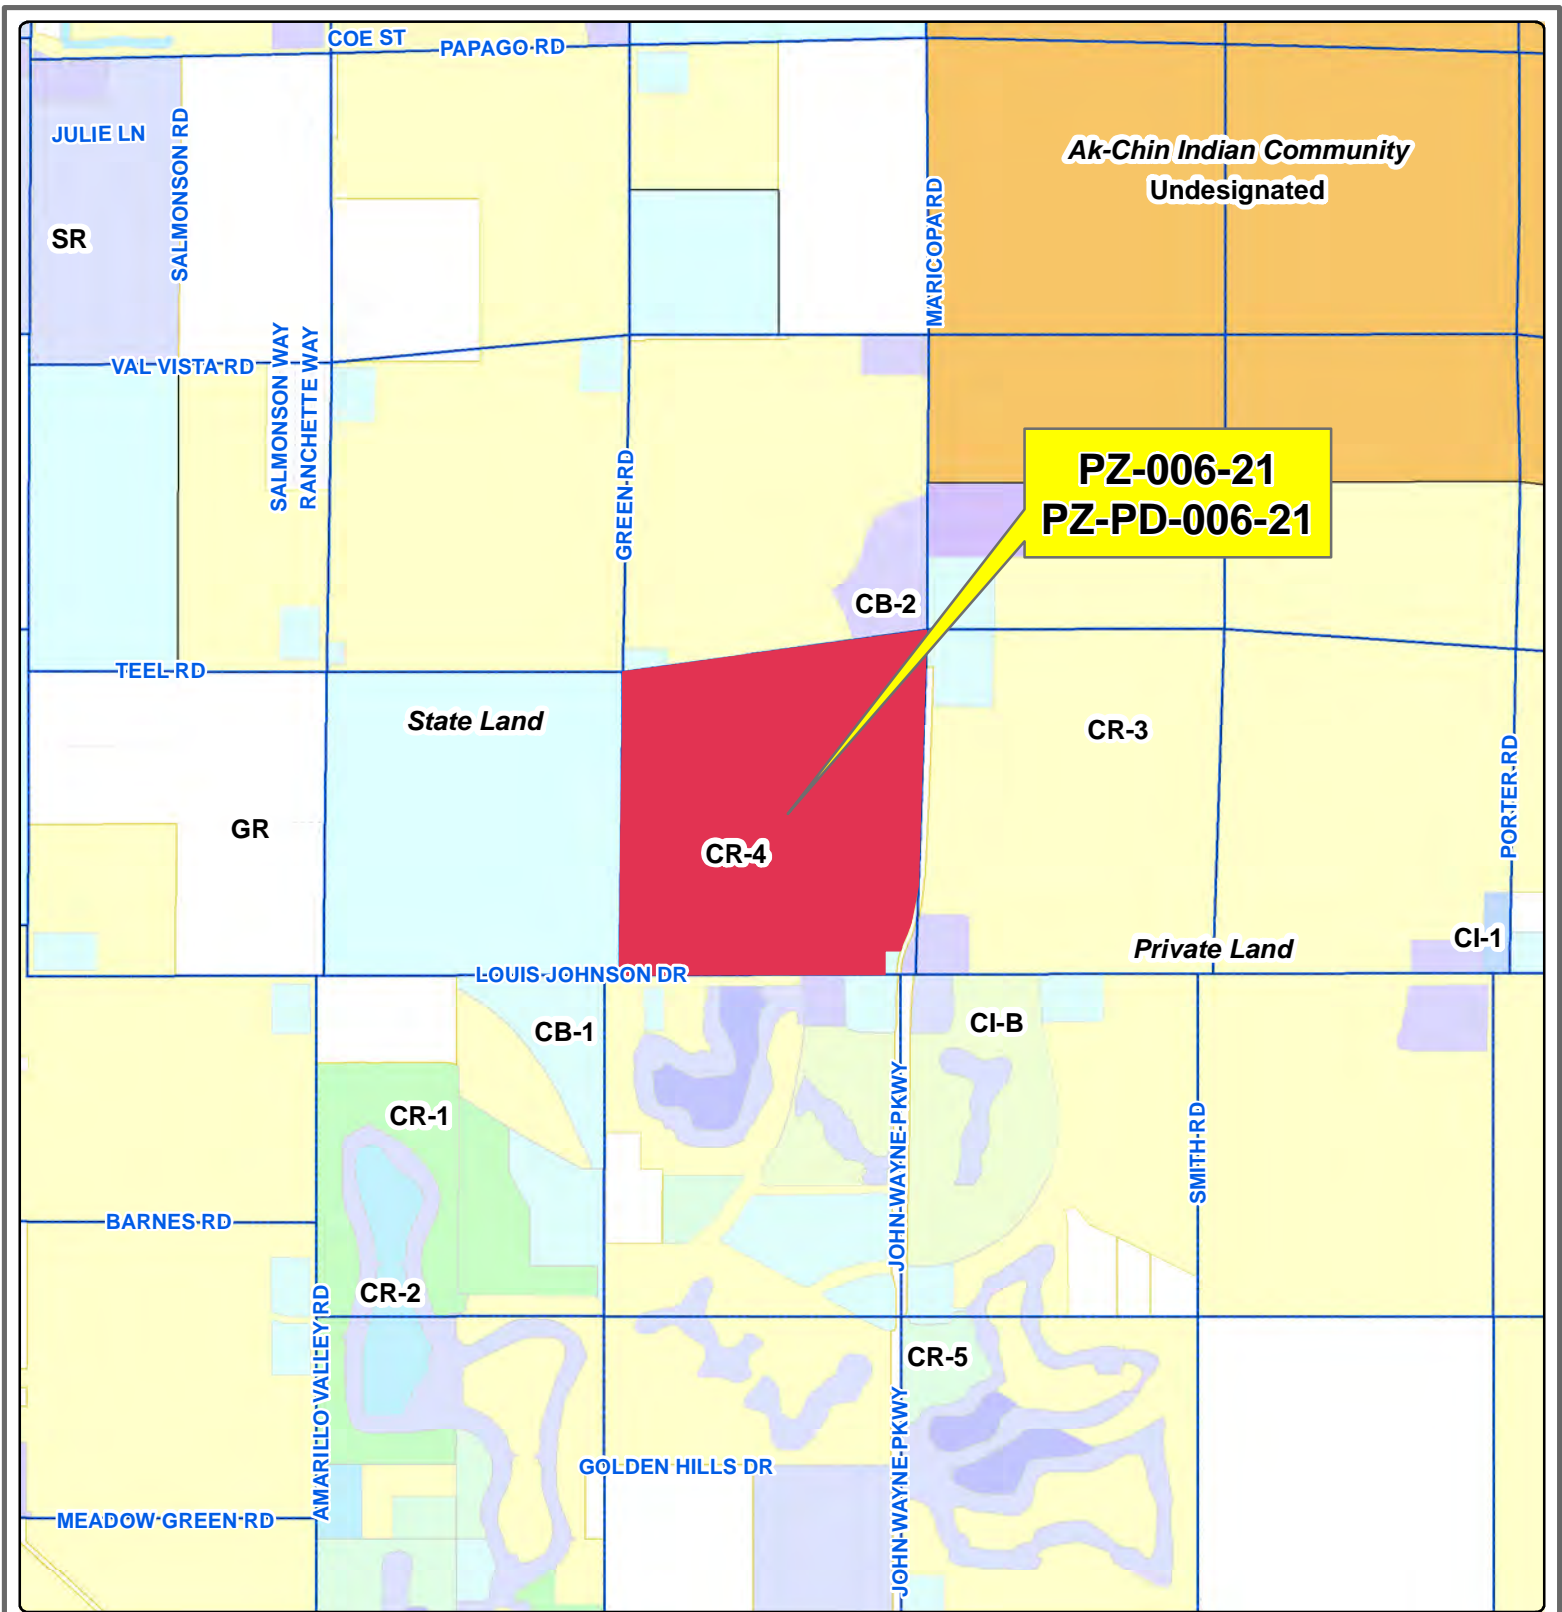 COE ST
PAPAGO RD
JULIE LN
SALMONSON RD
Ak-Chin Indian Community
Undesignated
MARICOPA RD
SR
VAL VISTA RD
SALMONSON WAY
RANCHETTE WAY
GREEN RD
PZ-006-21
PZ-PD-006-21
CB-2
TEEL RD
State Land
CR-3
PORTER RD
GR
CR-4
Private Land
CI-1
LOUIS JOHNSON DR
CB-1
CI-B
CR-1
JOHN WAYNE PKWY
SMITH RD
BARNES RD
CR-2
AMARILLO VALLEY RD
CR-5
JOHN WAYNE PKWY
GOLDEN HILLS DR
MEADOW GREEN RD